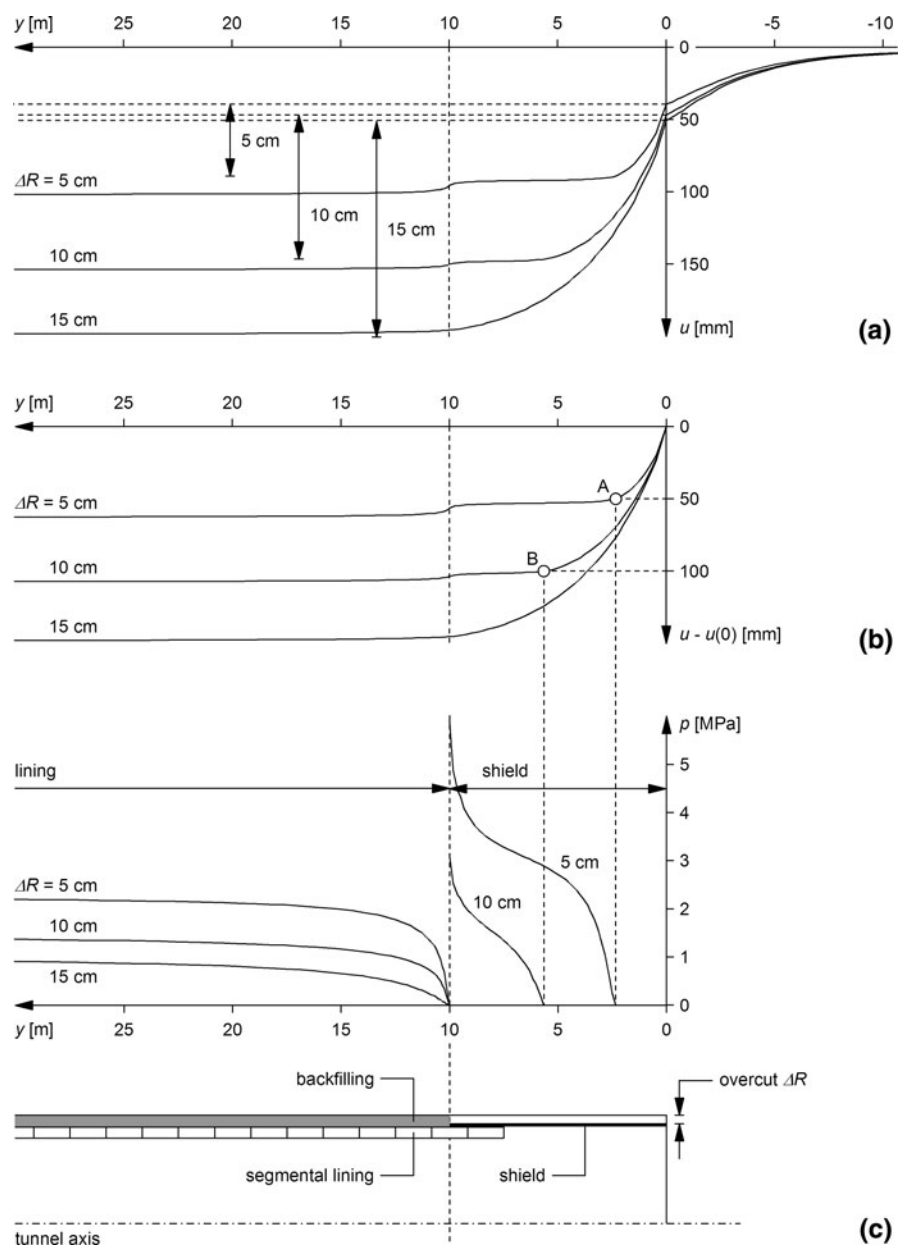 y [m] 25 20 15 10 5 0 -5 -10
0
50
5 cm
ΔR = 5 cm
100
10 cm
15 cm
10 cm
150
15 cm
u [mm]
(a)
y [m] 25 20 15 10 5 0
0
A
ΔR = 5 cm
50
B
10 cm
100
15 cm
u - u(0) [mm]
(b)
p [MPa]
lining
shield
5
4
5 cm
3
ΔR = 5 cm
10 cm
2
10 cm
1
15 cm
0
y [m] 25 20 15 10 5 0
backfilling
overcut ΔR
segmental lining
shield
tunnel axis
(c)